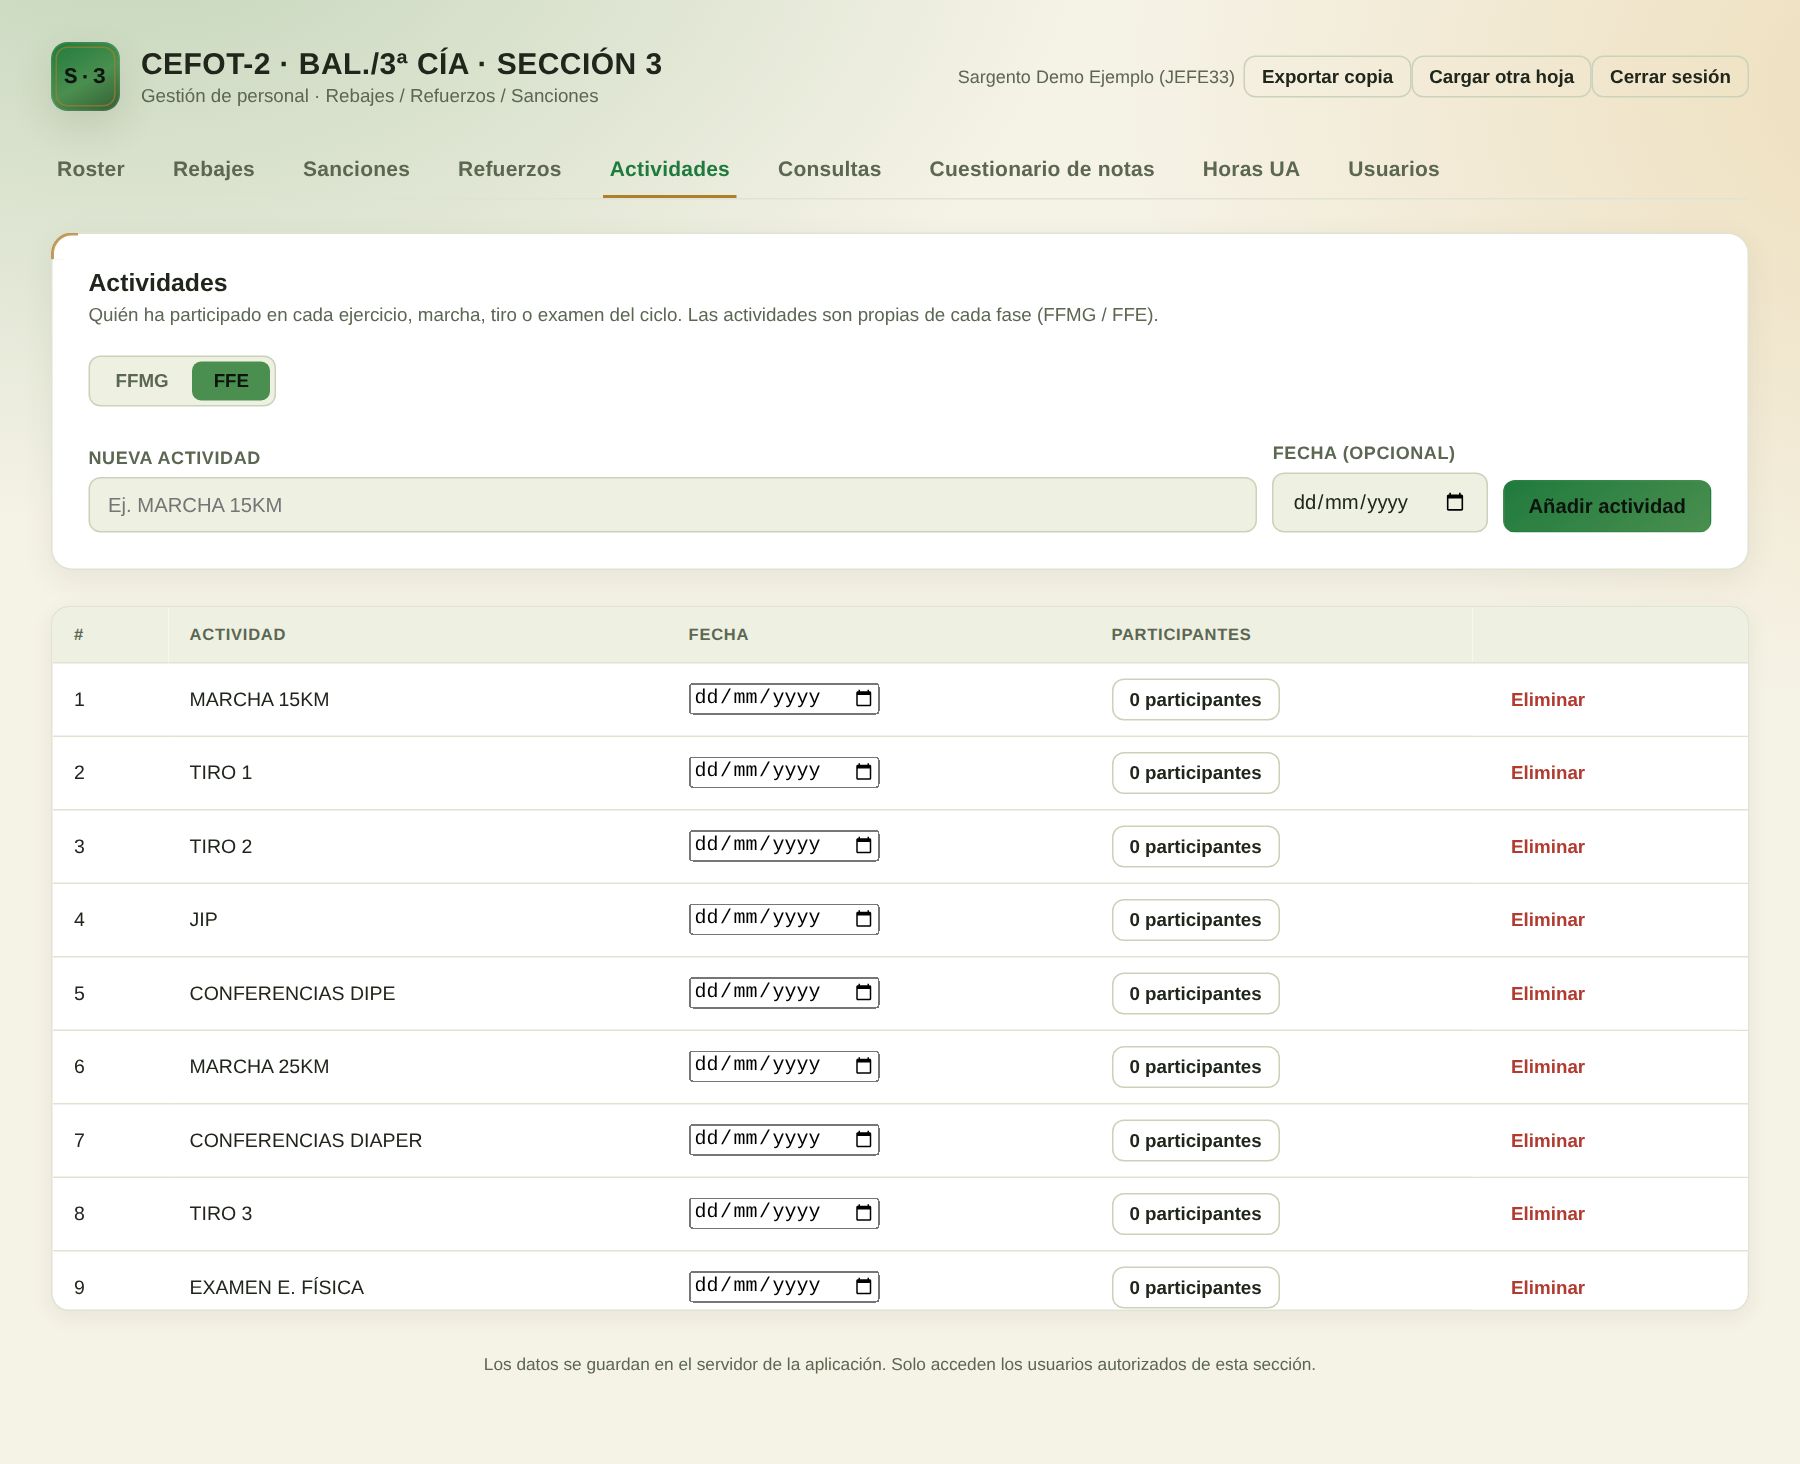 S·3
CEFOT-2 · BAL./3ª CÍA · SECCIÓN 3
Gestión de personal · Rebajes / Refuerzos / Sanciones
Sargento Demo Ejemplo (JEFE33)
Exportar copia
Cargar otra hoja
Cerrar sesión
Roster
Rebajes
Sanciones
Refuerzos
Actividades
Consultas
Cuestionario de notas
Horas UA
Usuarios
Actividades
Quién ha participado en cada ejercicio, marcha, tiro o examen del ciclo. Las actividades son propias de cada fase (FFMG / FFE).
FFMG
FFE
NUEVA ACTIVIDAD
Ej. MARCHA 15KM
FECHA (OPCIONAL)
dd/mm/yyyy
Añadir actividad
# ACTIVIDAD FECHA PARTICIPANTES
1 MARCHA 15KM dd/mm/yyyy 0 participantes Eliminar
2 TIRO 1 dd/mm/yyyy 0 participantes Eliminar
3 TIRO 2 dd/mm/yyyy 0 participantes Eliminar
4 JIP dd/mm/yyyy 0 participantes Eliminar
5 CONFERENCIAS DIPE dd/mm/yyyy 0 participantes Eliminar
6 MARCHA 25KM dd/mm/yyyy 0 participantes Eliminar
7 CONFERENCIAS DIAPER dd/mm/yyyy 0 participantes Eliminar
8 TIRO 3 dd/mm/yyyy 0 participantes Eliminar
9 EXAMEN E. FÍSICA dd/mm/yyyy 0 participantes Eliminar
Los datos se guardan en el servidor de la aplicación. Solo acceden los usuarios autorizados de esta sección.